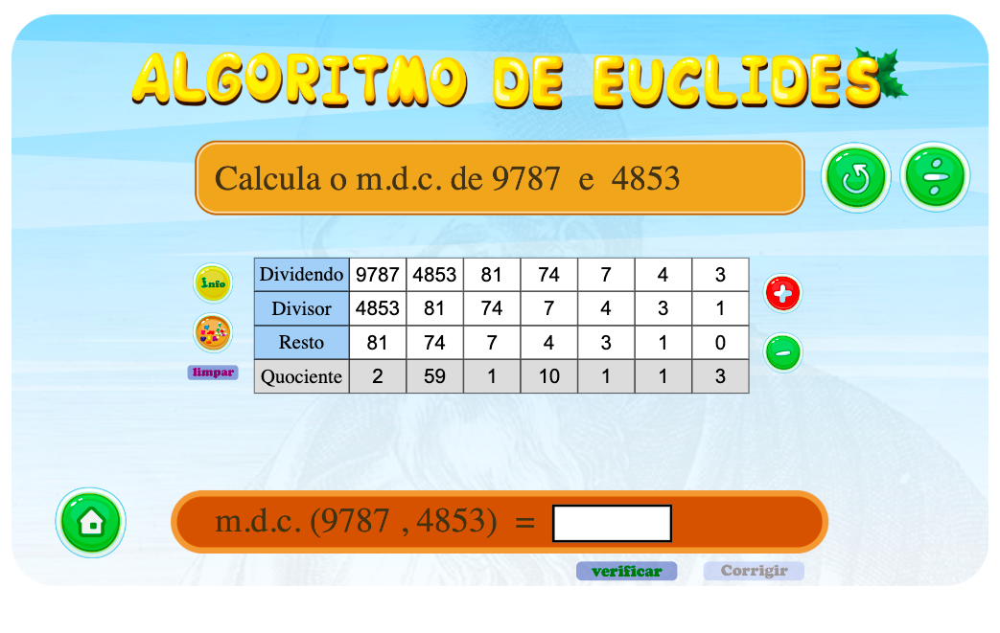 ALGORITMO DE EUCLIDES
Calcula o m.d.c. de 9787 e 4853
Info
limpar
Dividendo 9787 4853 81 74 7 4 3
Divisor 4853 81 74 7 4 3 1
Resto 81 74 7 4 3 1 0
Quociente 2 59 1 10 1 1 3
m.d.c. (9787 , 4853) =
verificar Corrigir